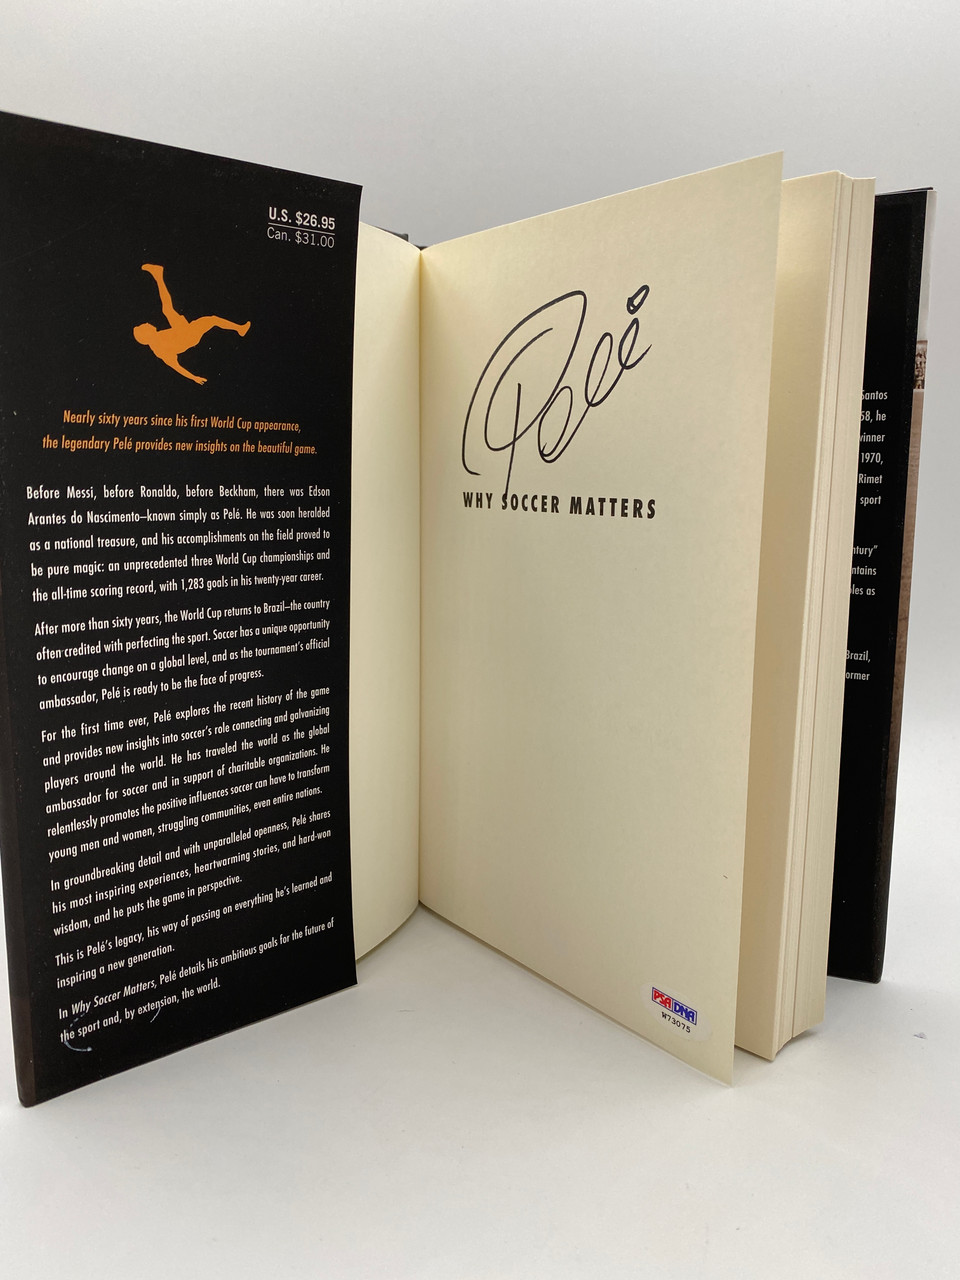 U.S. $26.95
Can. $31.00
Nearly sixty years since his first World Cup appearance,
the legendary Pelé provides new insights on the beautiful game.
Before Messi, before Ronaldo, before Beckham, there was Edson
Arantes do Nascimento—known simply as Pelé. He was soon heralded
as a national treasure, and his accomplishments on the field proved to
be pure magic: an unprecedented three World Cup championships and
the all-time scoring record, with 1,283 goals in his twenty-year career.
After more than sixty years, the World Cup returns to Brazil—the country
often credited with perfecting the sport. Soccer has a unique opportunity
to encourage change on a global level, and as the tournament's official
ambassador, Pelé is ready to be the face of progress.
For the first time ever, Pelé explores the recent history of the game
and provides new insights into soccer's role connecting and galvanizing
players around the world. He has traveled the world as the global
ambassador for soccer and in support of charitable organizations. He
relentlessly promotes the positive influences soccer can have to transform
young men and women, struggling communities, even entire nations.
In groundbreaking detail and with unparalleled openness, Pelé shares
his most inspiring experiences, heartwarming stories, and hard-won
wisdom, and he puts the game in perspective.
This is Pelé's legacy, his way of passing on everything he's learned and
inspiring a new generation.
In Why Soccer Matters, Pelé details his ambitious goals for the future of
the sport and, by extension, the world.
Pelé
WHY SOCCER MATTERS
PSA DNA
W73075
Santos
58, he
winner
1970,
Rimet
sport
ntury"
ntains
les as
Brazil,
ormer